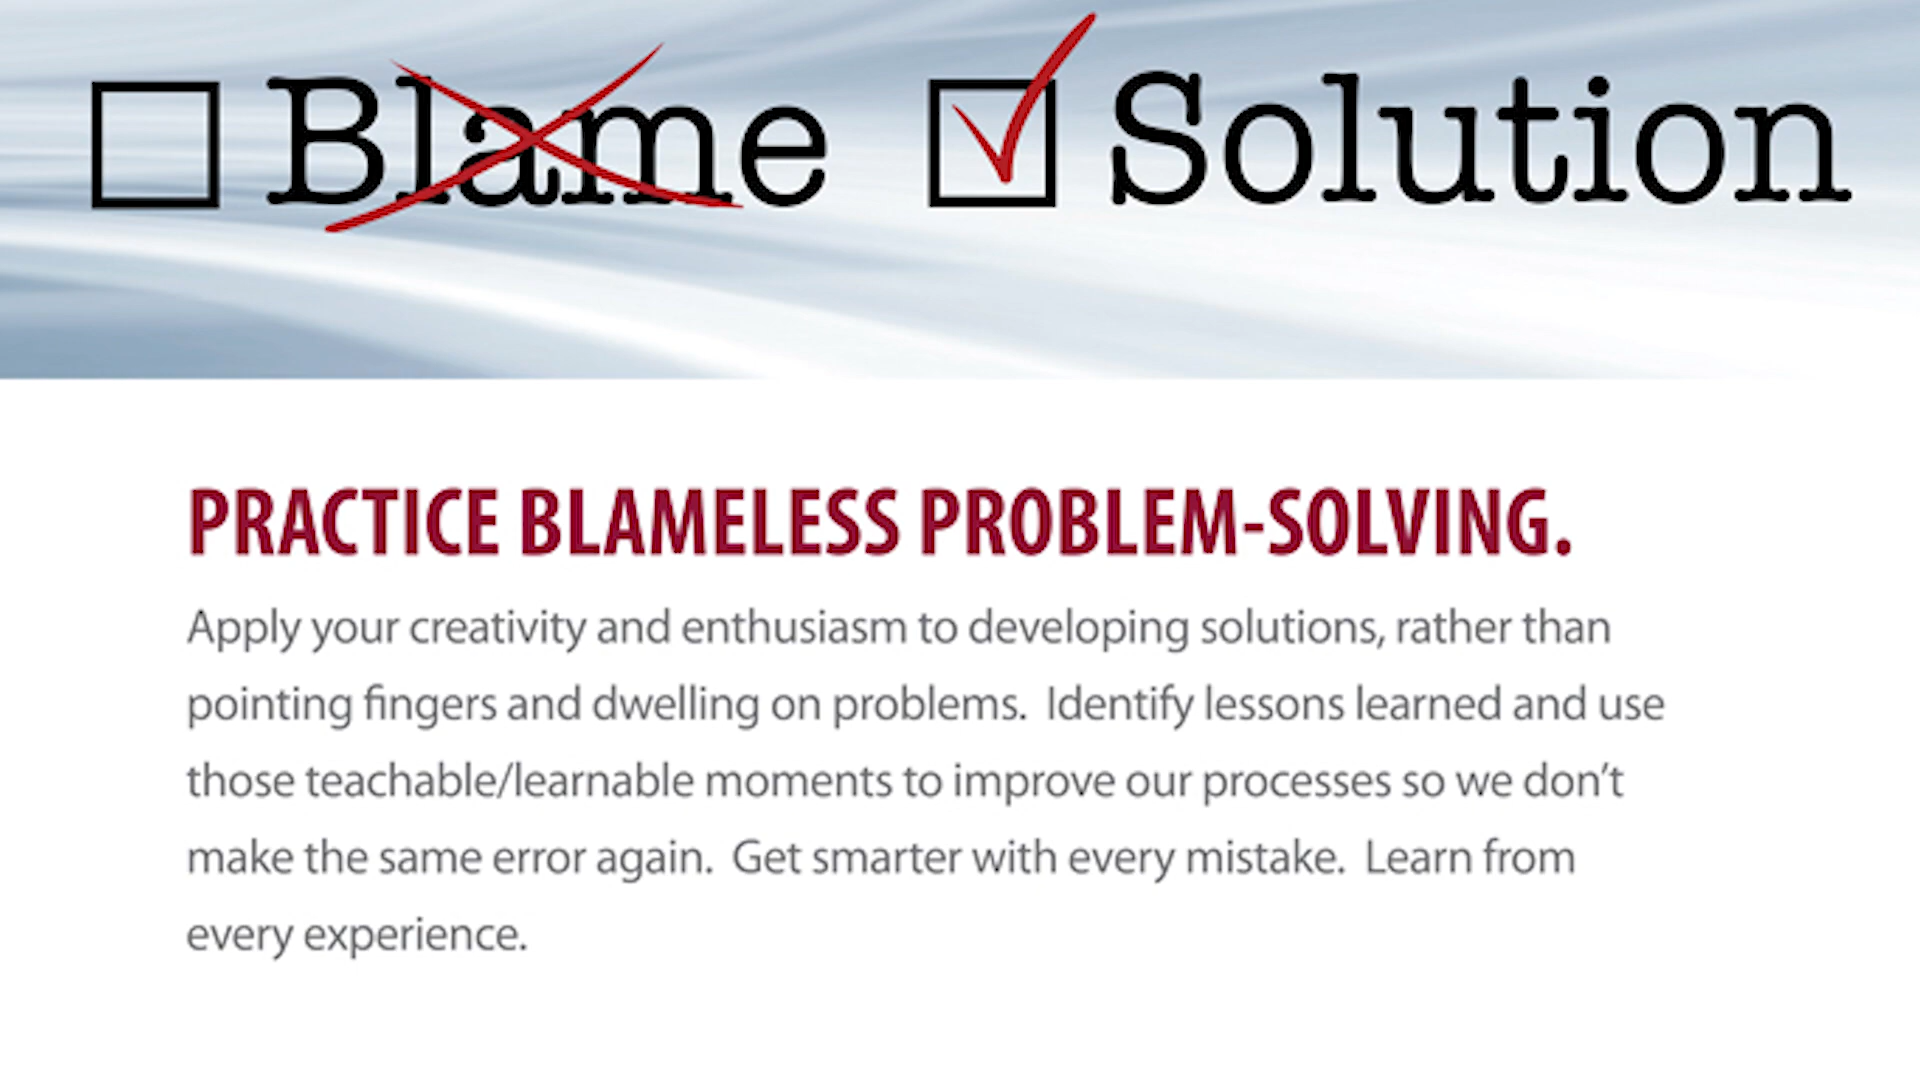 Blame Solution
PRACTICE BLAMELESS PROBLEM-SOLVING.
Apply your creativity and enthusiasm to developing solutions, rather than
pointing fingers and dwelling on problems.  Identify lessons learned and use
those teachable/learnable moments to improve our processes so we don’t
make the same error again.  Get smarter with every mistake.  Learn from
every experience.